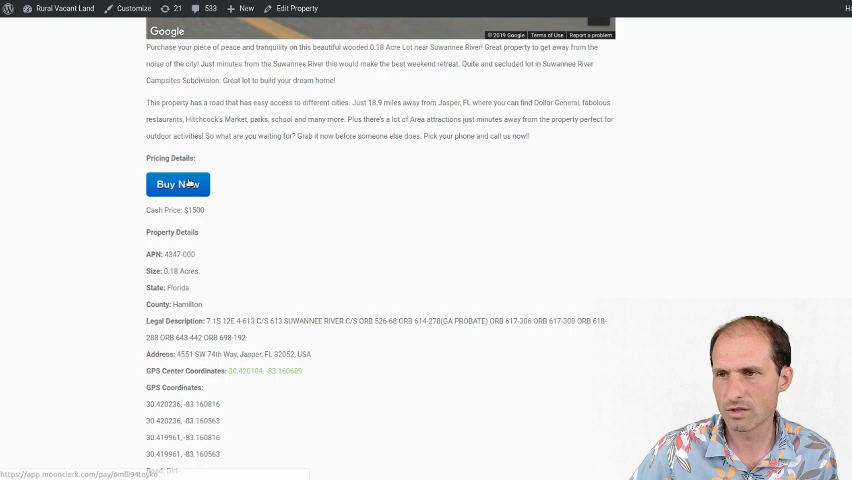 Rural Vacant Land Customize 21 533 New Edit Property
Google © 2019 Google Terms of Use Report a problem
Purchase your piece of peace and tranquility on this beautiful wooded 0.18 Acre Lot near Suwannee River! Great property to get away from the
noise of the city! Just minutes from the Suwannee River this would make the best weekend retreat. Quite and secluded lot in Suwannee River
Campsites Subdivision. Great lot to build your dream home!
This property has a road that has easy access to different cities. Just 18.9 miles away from Jasper, FL where you can find Dollar General, fabolous
restaurants, Hitchcock's Market, parks, school and many more. Plus there's a lot of Area attractions just minutes away from the property perfect for
outdoor activities! So what are you waiting for? Grab it now before someone else does. Pick your phone and call us now!!
Pricing Details:
Buy Now
Cash Price: $1500
Property Details
APN: 4347-000
Size: 0.18 Acres
State: Florida
County: Hamilton
Legal Description: 7 1S 12E 4-613 C/S 613 SUWANNEE RIVER C/S ORB 526-68 ORB 614-278(GA PROBATE) ORB 617-306 ORB 617-308 ORB 618-
288 ORB 643-442 ORB 698-192
Address: 4551 SW 74th Way, Jasper, FL 32052, USA
GPS Center Coordinates: 30.420104, -83.160689
GPS Coordinates:
30.420236, -83.160816
30.420236, -83.160563
30.419961, -83.160816
30.419961, -83.160563
Road: Dirt